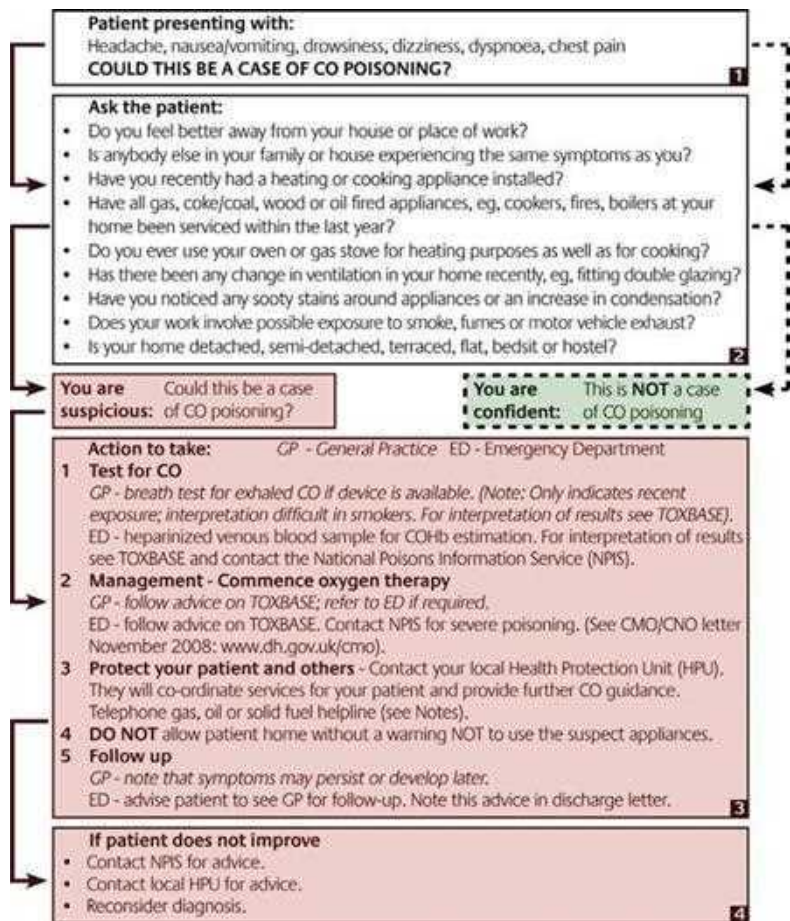 Patient presenting with:
Headache, nausea/vomiting, drowsiness, dizziness, dyspnoea, chest pain
COULD THIS BE A CASE OF CO POISONING?
1
Ask the patient:
• Do you feel better away from your house or place of work?
• Is anybody else in your family or house experiencing the same symptoms as you?
• Have you recently had a heating or cooking appliance installed?
• Have all gas, coke/coal, wood or oil fired appliances, eg, cookers, fires, boilers at your
home been serviced within the last year?
• Do you ever use your oven or gas stove for heating purposes as well as for cooking?
• Has there been any change in ventilation in your home recently, eg, fitting double glazing?
• Have you noticed any sooty stains around appliances or an increase in condensation?
• Does your work involve possible exposure to smoke, fumes or motor vehicle exhaust?
• Is your home detached, semi-detached, terraced, flat, bedsit or hostel?
2
You are Could this be a case
suspicious: of CO poisoning?
You are This is NOT a case
confident: of CO poisoning
Action to take: GP - General Practice ED - Emergency Department
1 Test for CO
GP - breath test for exhaled CO if device is available. (Note: Only indicates recent
exposure; interpretation difficult in smokers. For interpretation of results see TOXBASE).
ED - heparinized venous blood sample for COHb estimation. For interpretation of results
see TOXBASE and contact the National Poisons Information Service (NPIS).
2 Management - Commence oxygen therapy
GP - follow advice on TOXBASE; refer to ED if required.
ED - follow advice on TOXBASE. Contact NPIS for severe poisoning. (See CMO/CNO letter
November 2008: www.dh.gov.uk/cmo).
3 Protect your patient and others - Contact your local Health Protection Unit (HPU).
They will co-ordinate services for your patient and provide further CO guidance.
Telephone gas, oil or solid fuel helpline (see Notes).
4 DO NOT allow patient home without a warning NOT to use the suspect appliances.
5 Follow up
GP - note that symptoms may persist or develop later.
ED - advise patient to see GP for follow-up. Note this advice in discharge letter.
3
If patient does not improve
• Contact NPIS for advice.
• Contact local HPU for advice.
• Reconsider diagnosis.
4